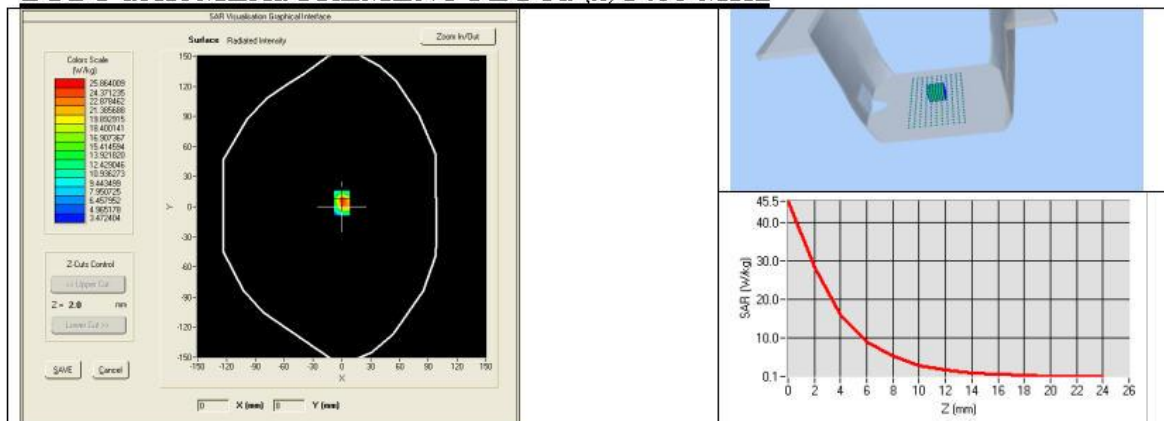 SAR Visualisation Graphical Interface
Surface Radiated Intensity
Zoom In/Out
Colors Scale
(W/kg)
25.864009
24.371235
22.878462
21.385688
19.892915
18.400141
16.907367
15.414594
13.921820
12.429046
10.936273
9.443499
7.950725
6.457952
4.965178
3.472404
150
120
90
60
30
0
-30
-60
-90
-120
-150
Y
-150 -120 -90 -60 -30 0 30 60 90 120 150
X
Z-Cuts Control
<< Upper Cut
Z = 2.0 mm
Lower Cut >>
SAVE Cancel
0 X (mm) 0 Y (mm)
45.5
40.0
30.0
20.0
10.0
0.1
SAR (W/kg)
0 2 4 6 8 10 12 14 16 18 20 22 24 26
Z (mm)